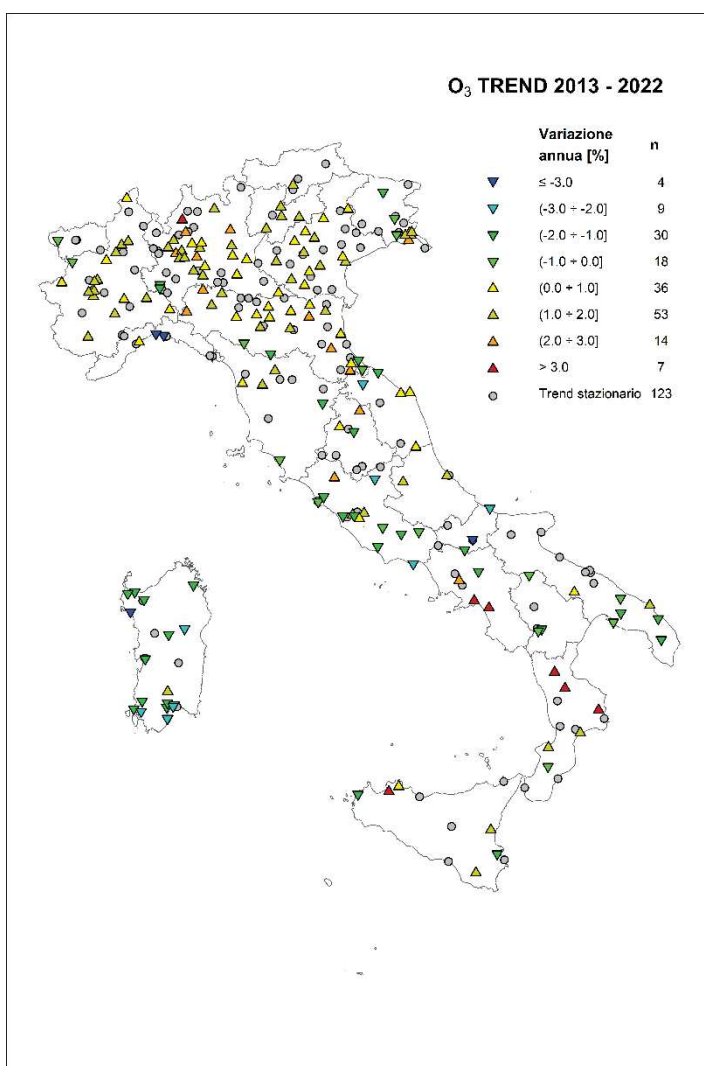 O₃ TREND 2013 - 2022
Variazione annua [%] n
≤ -3.0 4
(-3.0 ÷ -2.0] 9
(-2.0 ÷ -1.0] 30
(-1.0 ÷ 0.0] 18
(0.0 ÷ 1.0] 36
(1.0 ÷ 2.0] 53
(2.0 ÷ 3.0] 14
> 3.0 7
Trend stazionario 123